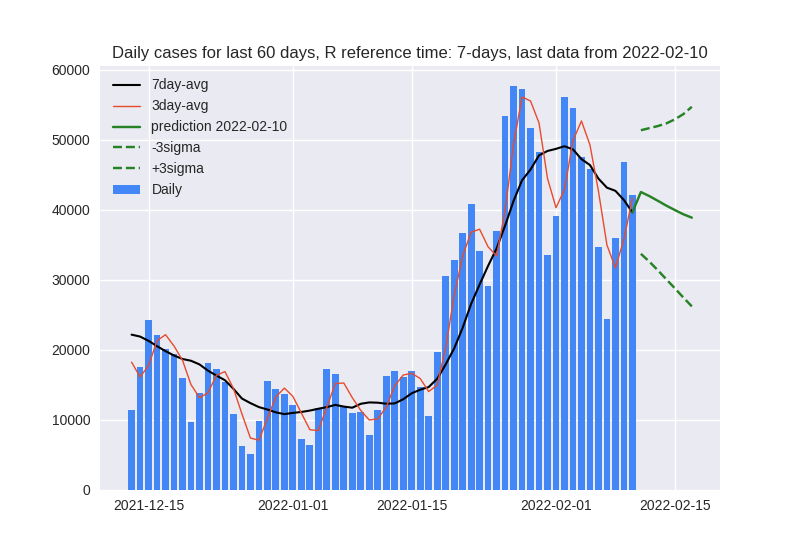 Daily cases for last 60 days, R reference time: 7-days, last data from 2022-02-10
60000
50000
40000
30000
20000
10000
0
7day-avg
3day-avg
prediction 2022-02-10
-3sigma
+3sigma
Daily
2021-12-15
2022-01-01
2022-01-15
2022-02-01
2022-02-15